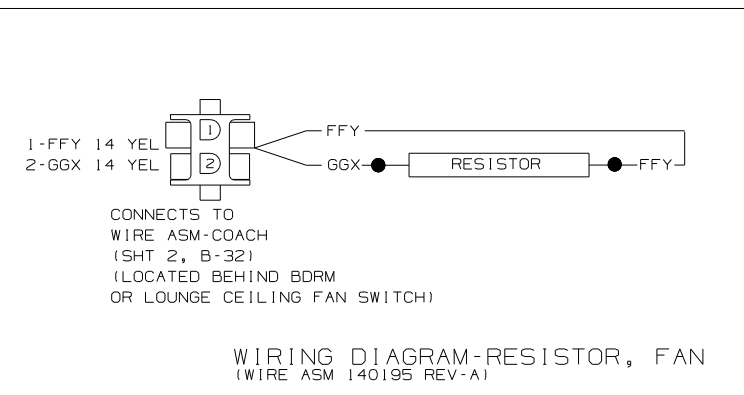 1
2
1-FFY 14 YEL
2-GGX 14 YEL
FFY
GGX
RESISTOR
FFY
CONNECTS TO
WIRE ASM-COACH
(SHT 2, B-32)
(LOCATED BEHIND BDRM
OR LOUNGE CEILING FAN SWITCH)
WIRING DIAGRAM-RESISTOR, FAN
(WIRE ASM 140195 REV-A)